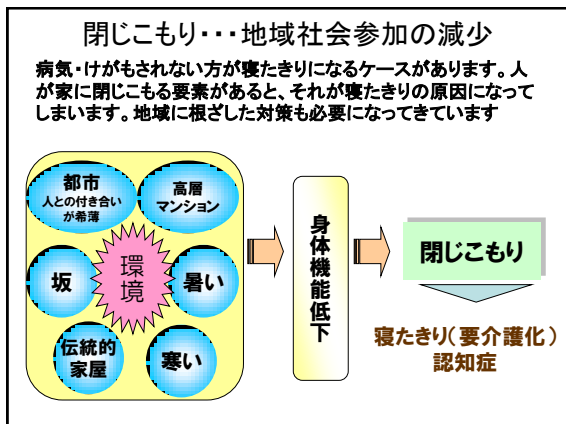 閉じこもり・・・地域社会参加の減少
病気・けがもされない方が寝たきりになるケースがあります。人
が家に閉じこもる要素があると、それが寝たきりの原因になって
しまいます。地域に根ざした対策も必要になってきています
都市
人との付き合い
が希薄
高層
マンション
坂
環境
暑い
伝統的
家屋
寒い
身体機能低下
閉じこもり
寝たきり(要介護化)
認知症